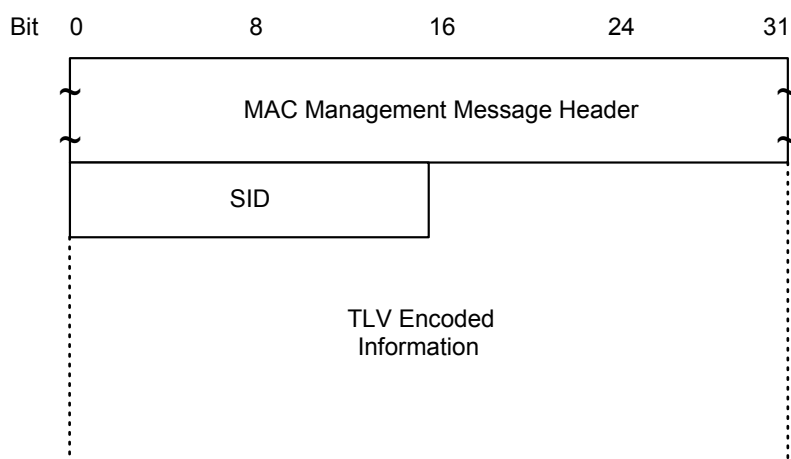 Bit 0 8 16 24 31
MAC Management Message Header
SID
TLV Encoded
Information